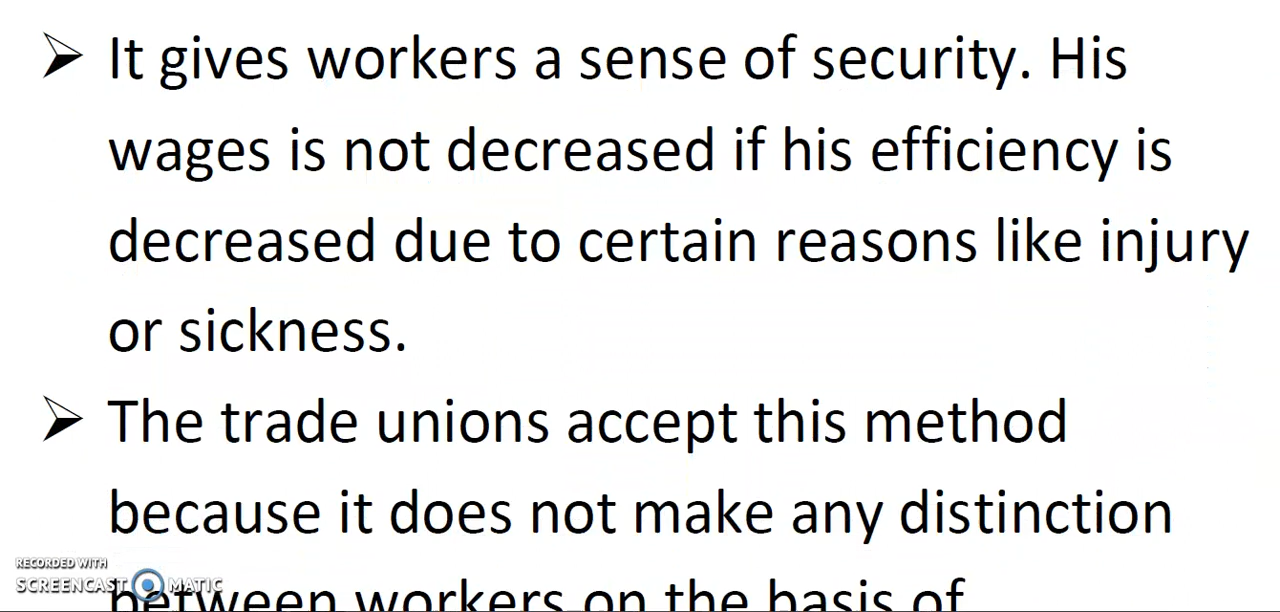 It gives workers a sense of security. His
wages is not decreased if his efficiency is
decreased due to certain reasons like injury
or sickness.
The trade unions accept this method
because it does not make any distinction
between workers on the basis of
RECORDED WITH
SCREENCAST MATIC